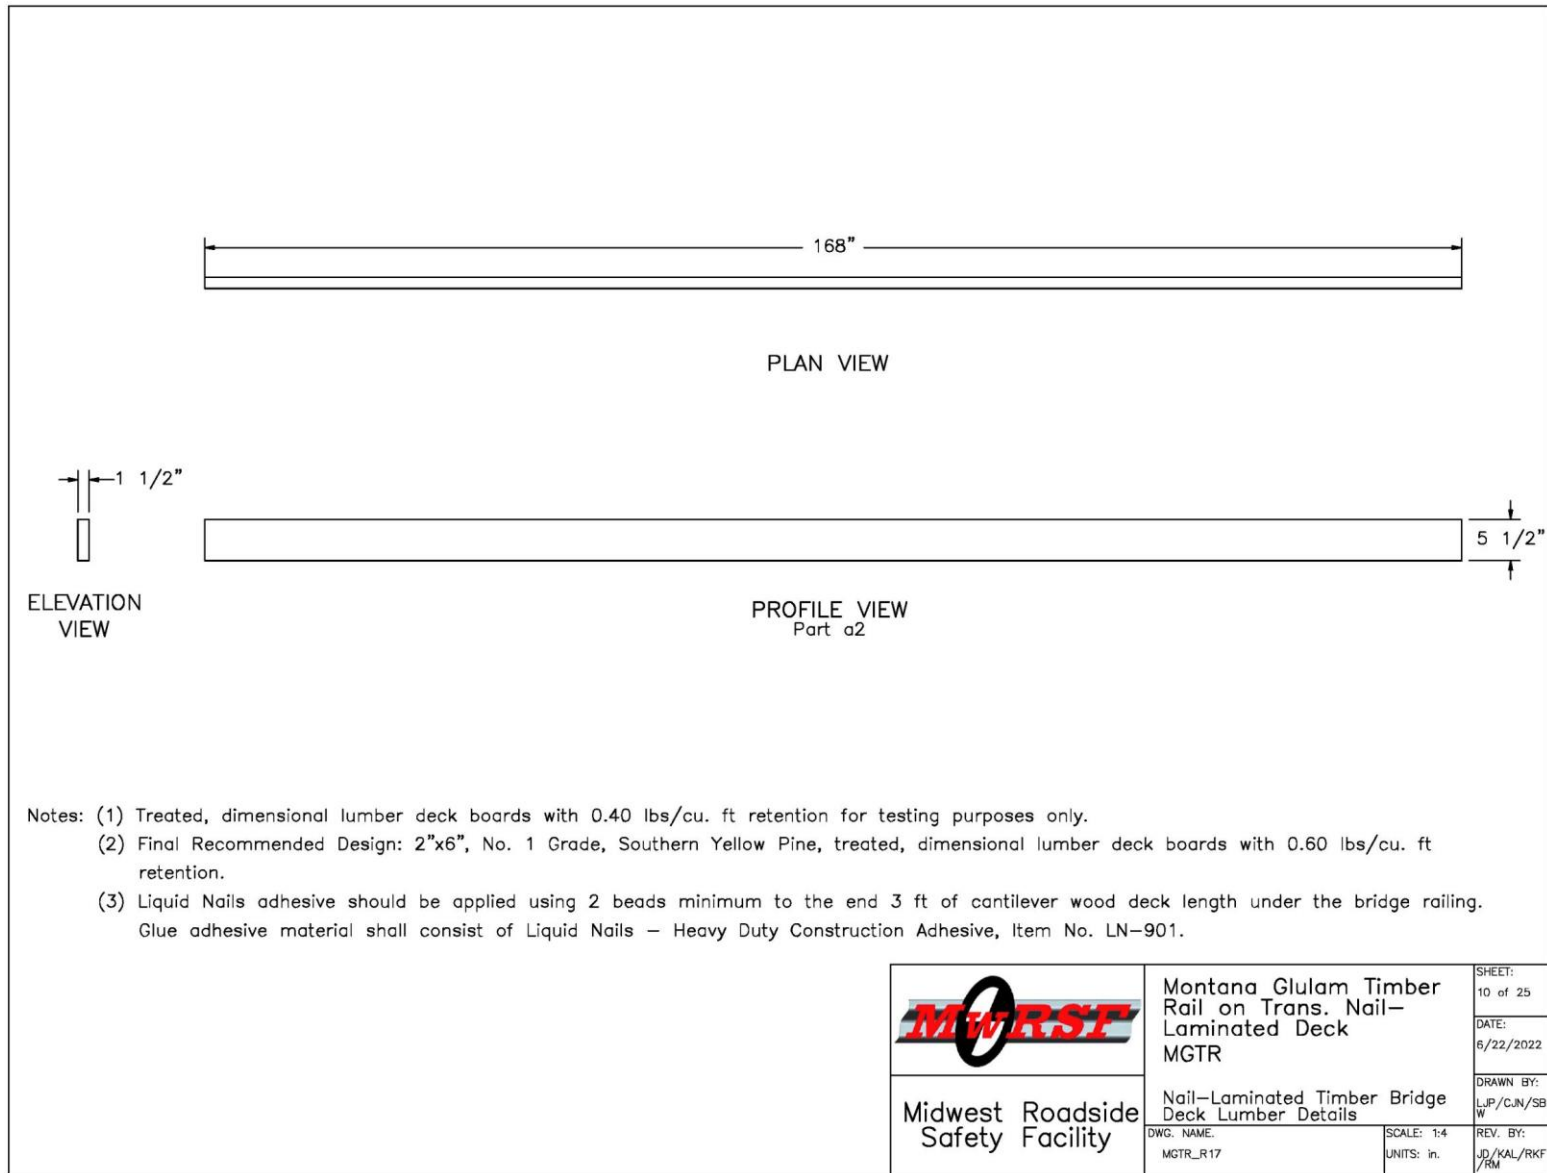 168"
PLAN VIEW
1 1/2"
5 1/2"
ELEVATION
VIEW
PROFILE VIEW
Part a2
Notes: (1) Treated, dimensional lumber deck boards with 0.40 lbs/cu. ft retention for testing purposes only.
(2) Final Recommended Design: 2"x6", No. 1 Grade, Southern Yellow Pine, treated, dimensional lumber deck boards with 0.60 lbs/cu. ft
retention.
(3) Liquid Nails adhesive should be applied using 2 beads minimum to the end 3 ft of cantilever wood deck length under the bridge railing.
Glue adhesive material shall consist of Liquid Nails – Heavy Duty Construction Adhesive, Item No. LN-901.
MwRSF
Midwest Roadside
Safety Facility
Montana Glulam Timber
Rail on Trans. Nail-
Laminated Deck
MGTR
Nail-Laminated Timber Bridge
Deck Lumber Details
DWG. NAME.
MGTR_R17
SCALE: 1:4
UNITS: in.
SHEET:
10 of 25
DATE:
6/22/2022
DRAWN BY:
LJP/CJN/SB
W
REV. BY:
JD/KAL/RKF
/RM